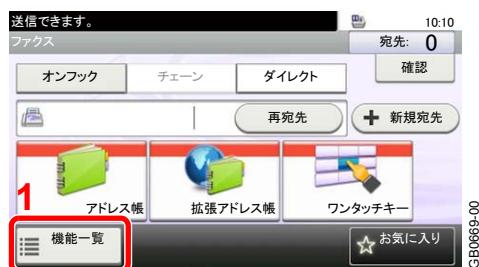 送信できます。 10:10
ファクス 宛先: 0
オンフック チェーン ダイレクト 確認
再宛先 新規宛先
1 アドレス帳 拡張アドレス帳 ワンタッチキー
機能一覧 お気に入り
GB0669-00